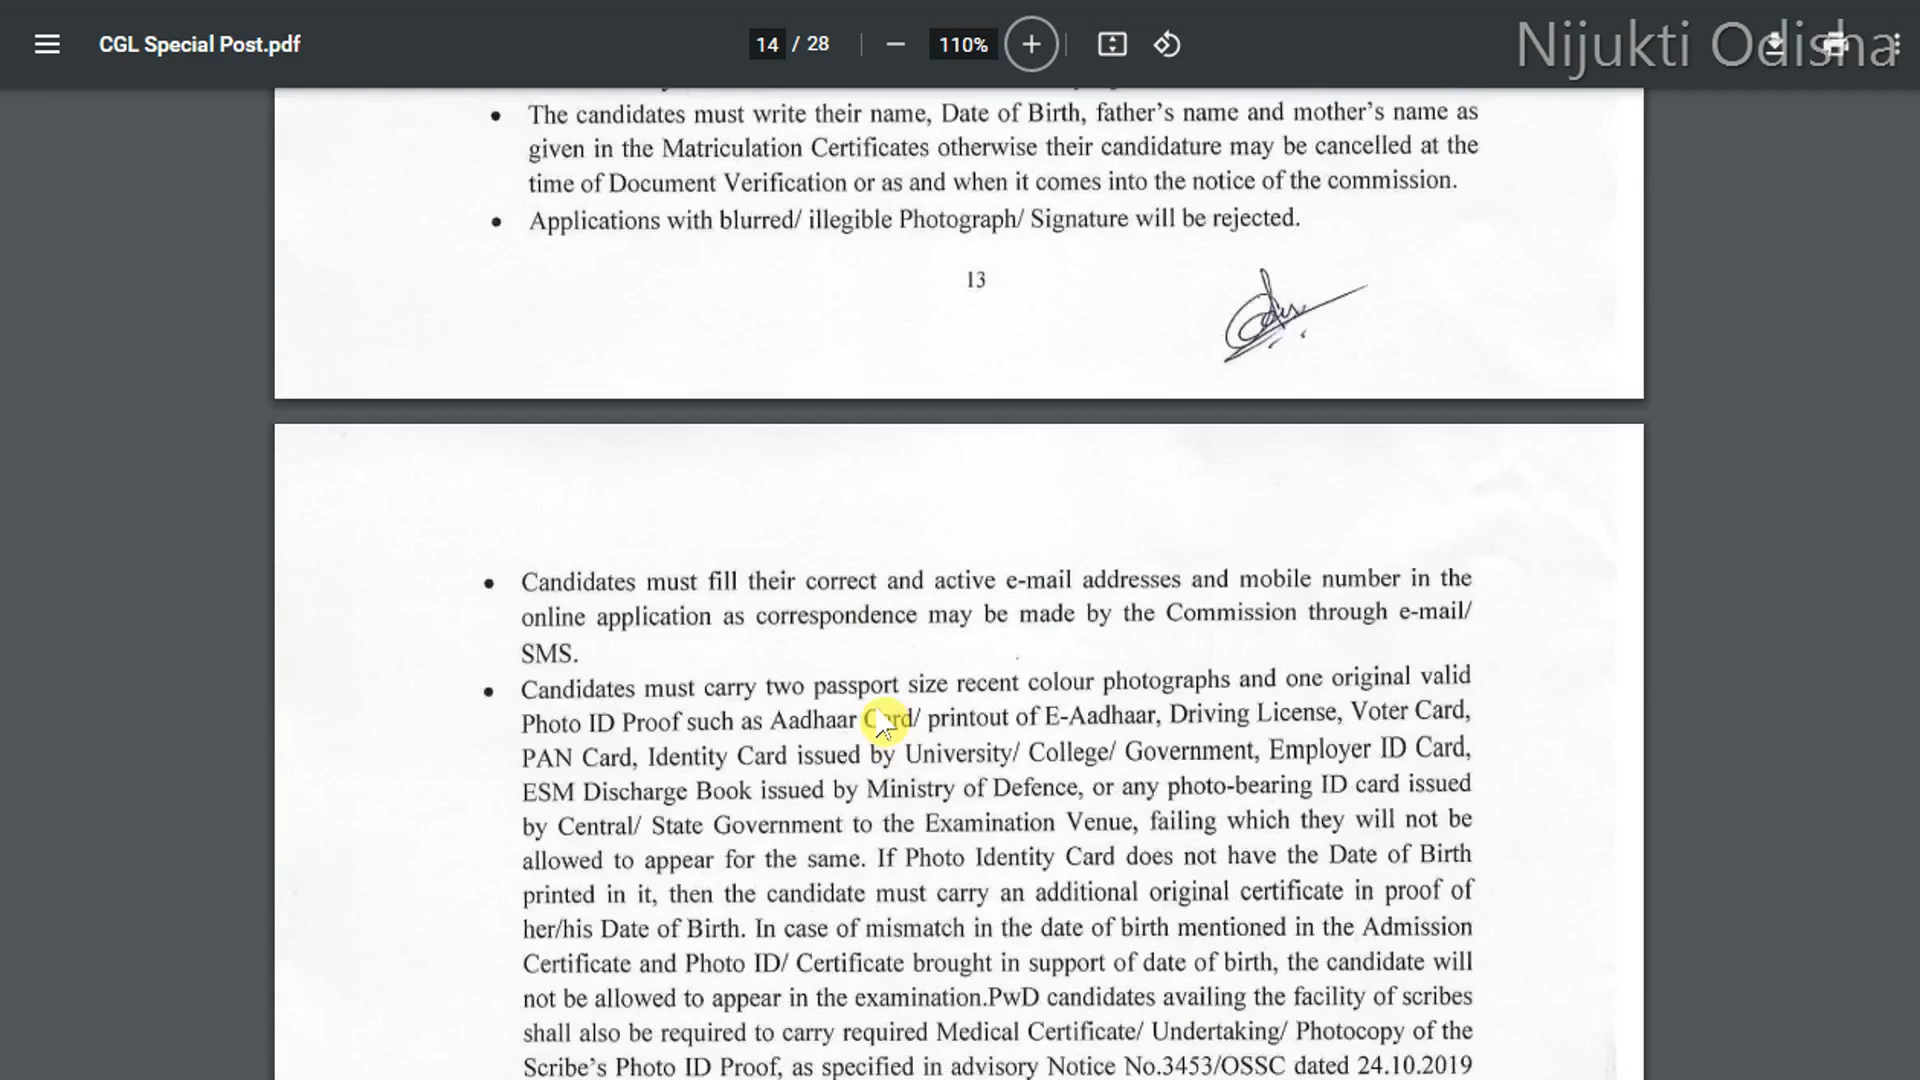 CGL Special Post.pdf
14 / 28
110%
Nijukti Odisha
The candidates must write their name, Date of Birth, father's name and mother's name as
given in the Matriculation Certificates otherwise their candidature may be cancelled at the
time of Document Verification or as and when it comes into the notice of the commission.
Applications with blurred/ illegible Photograph/ Signature will be rejected.
13
Candidates must fill their correct and active e-mail addresses and mobile number in the
online application as correspondence may be made by the Commission through e-mail/
SMS.
Candidates must carry two passport size recent colour photographs and one original valid
Photo ID Proof such as Aadhaar Card/ printout of E-Aadhaar, Driving License, Voter Card,
PAN Card, Identity Card issued by University/ College/ Government, Employer ID Card,
ESM Discharge Book issued by Ministry of Defence, or any photo-bearing ID card issued
by Central/ State Government to the Examination Venue, failing which they will not be
allowed to appear for the same. If Photo Identity Card does not have the Date of Birth
printed in it, then the candidate must carry an additional original certificate in proof of
her/his Date of Birth. In case of mismatch in the date of birth mentioned in the Admission
Certificate and Photo ID/ Certificate brought in support of date of birth, the candidate will
not be allowed to appear in the examination.PwD candidates availing the facility of scribes
shall also be required to carry required Medical Certificate/ Undertaking/ Photocopy of the
Scribe's Photo ID Proof, as specified in advisory Notice No.3453/OSSC dated 24.10.2019